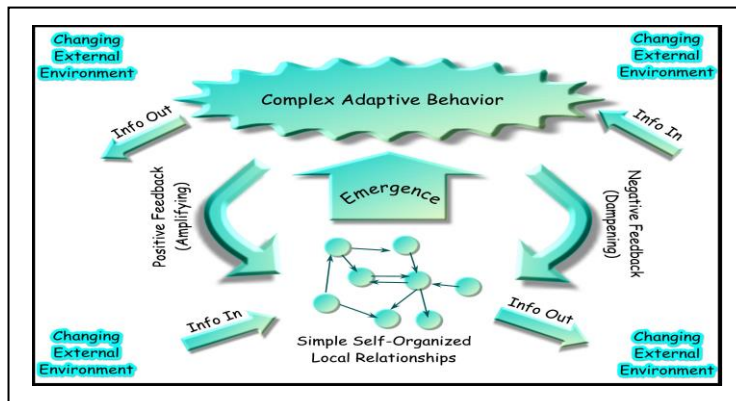 Changing
External
Environment
Changing
External
Environment
Complex Adaptive Behavior
Info Out
Info In
Positive Feedback
(Amplifying)
Emergence
Negative Feedback
(Dampening)
Info In
Info Out
Simple Self-Organized
Local Relationships
Changing
External
Environment
Changing
External
Environment